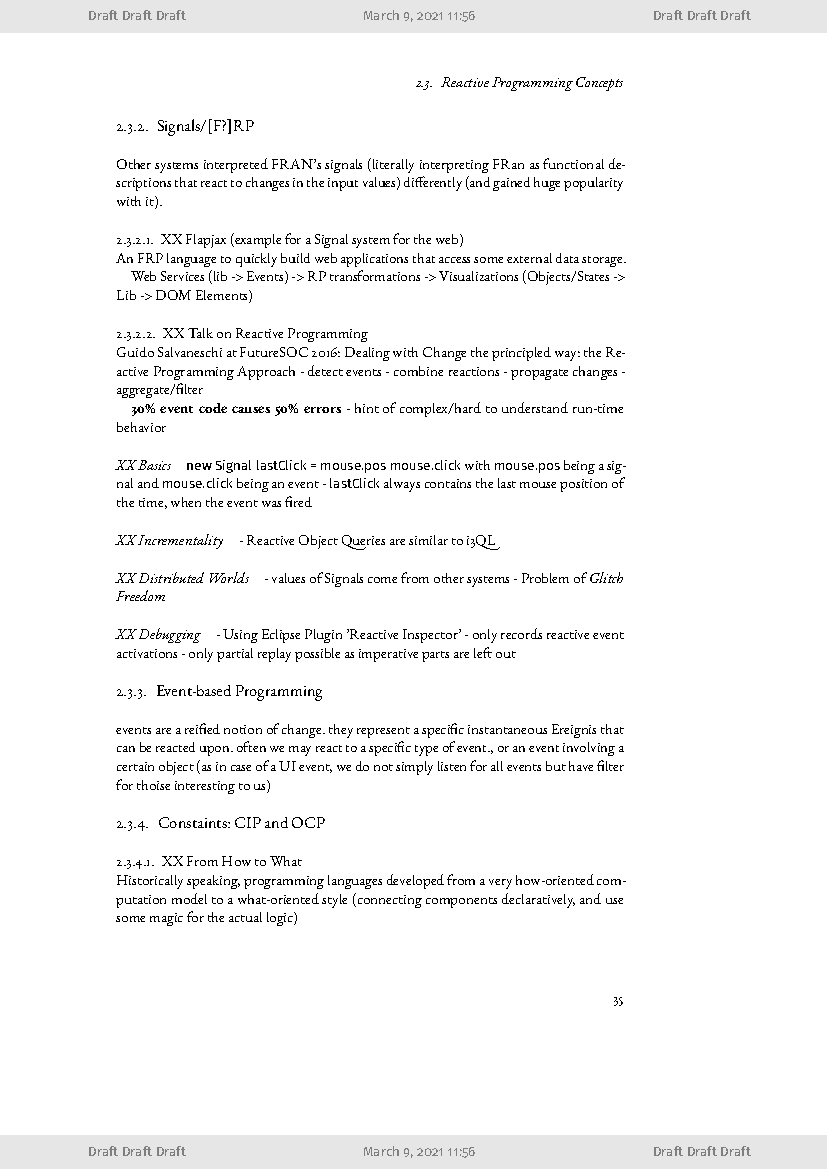 Draft Draft Draft March 9, 2021 11:56 Draft Draft Draft
2.3. Reactive Programming Concepts
2.3.2. Signals/[F?]RP
Other systems interpreted FRAN's signals (literally interpreting FRan as functional de-
scriptions that react to changes in the input values) differently (and gained huge popularity
with it).
2.3.2.1. XX Flapjax (example for a Signal system for the web)
An FRP language to quickly build web applications that access some external data storage.
Web Services (lib -> Events) -> RP transformations -> Visualizations (Objects/States ->
Lib -> DOM Elements)
2.3.2.2. XX Talk on Reactive Programming
Guido Salvaneschi at FutureSOC 2016: Dealing with Change the principled way: the Re-
active Programming Approach - detect events - combine reactions - propagate changes -
aggregate/filter
30% event code causes 50% errors - hint of complex/hard to understand run-time
behavior
XX Basics new Signal lastClick = mouse.pos mouse.click with mouse.pos being a sig-
nal and mouse.click being an event - lastClick always contains the last mouse position of
the time, when the event was fired
XX Incrementality - Reactive Object Queries are similar to i3QL
XX Distributed Worlds - values of Signals come from other systems - Problem of Glitch
Freedom
XX Debugging - Using Eclipse Plugin 'Reactive Inspector' - only records reactive event
activations - only partial replay possible as imperative parts are left out
2.3.3. Event-based Programming
events are a reified notion of change. they represent a specific instantaneous Ereignis that
can be reacted upon. often we may react to a specific type of event., or an event involving a
certain object (as in case of a UI event, we do not simply listen for all events but have filter
for thoise interesting to us)
2.3.4. Constaints: CIP and OCP
2.3.4.1. XX From How to What
Historically speaking, programming languages developed from a very how-oriented com-
putation model to a what-oriented style (connecting components declaratively, and use
some magic for the actual logic)
35
Draft Draft Draft March 9, 2021 11:56 Draft Draft Draft